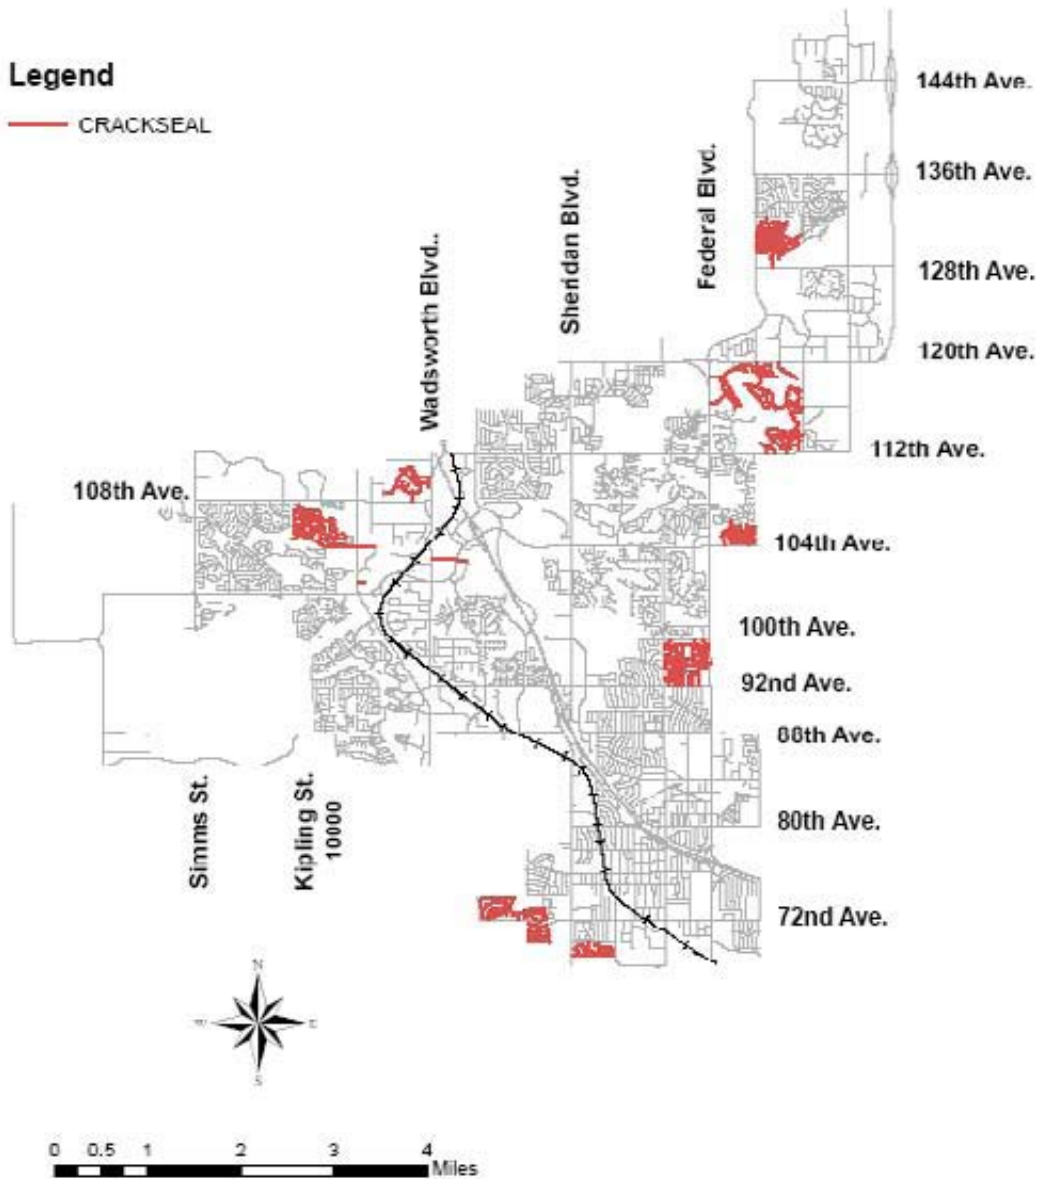 Legend
CRACKSEAL
144th Ave.
136th Ave.
128th Ave.
120th Ave.
112th Ave.
108th Ave.
104th Ave.
100th Ave.
92nd Ave.
88th Ave.
80th Ave.
72nd Ave.
Wadsworth Blvd..
Sheridan Blvd.
Federal Blvd.
Simms St.
Kipling St.
10000
N
W
E
S
0 0.5 1 2 3 4
Miles